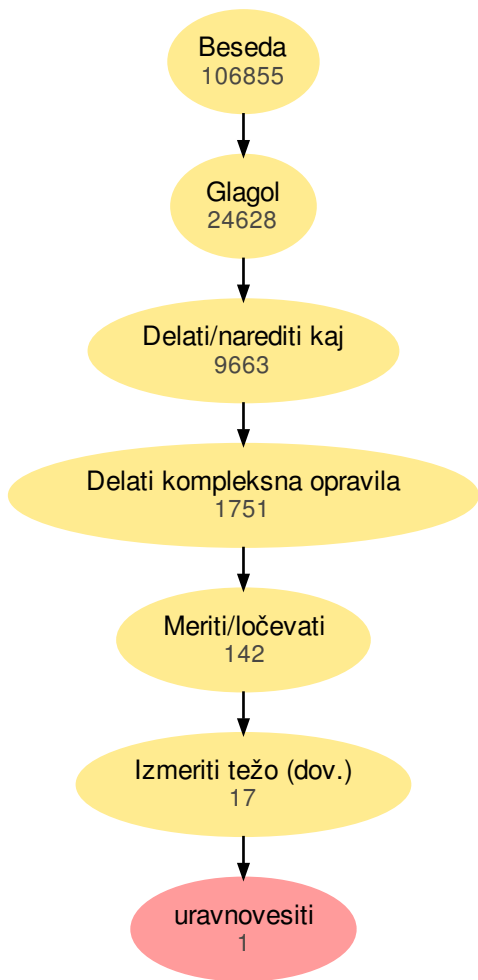 Beseda
106855
Glagol
24628
Delati/narediti kaj
9663
Delati kompleksna opravila
1751
Meriti/ločevati
142
Izmeriti težo (dov.)
17
uravnovesiti
1